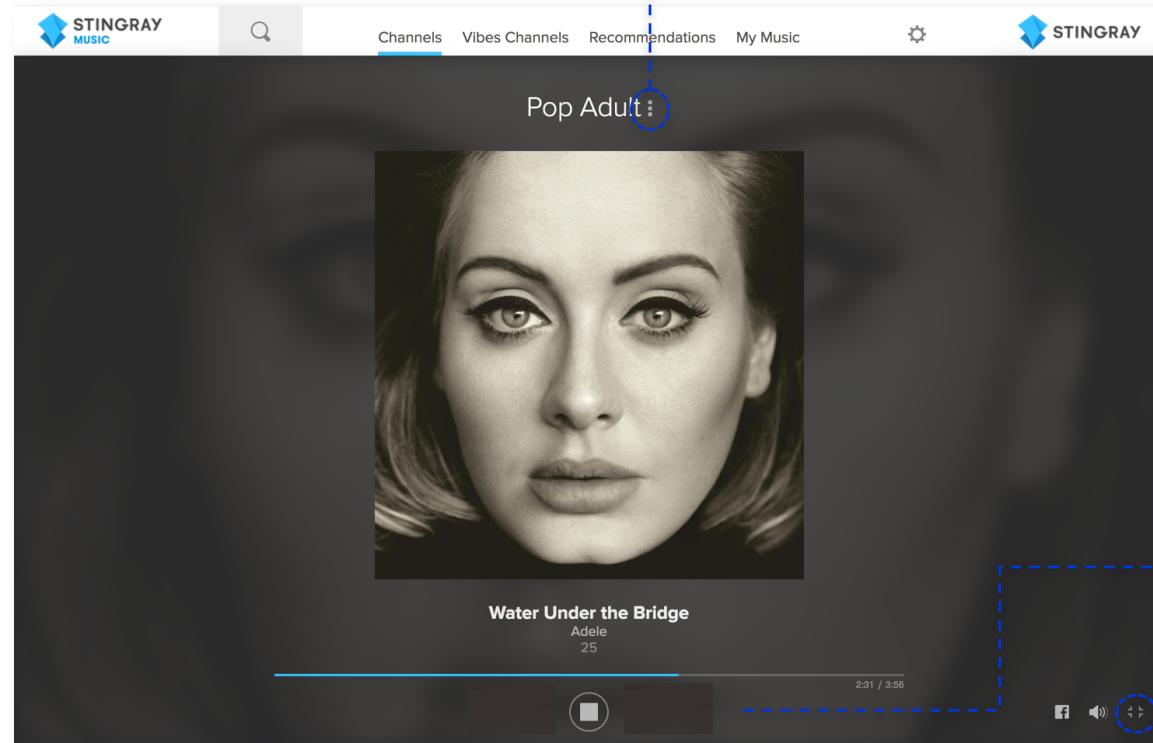 STINGRAY
MUSIC
Channels Vibes Channels Recommendations My Music
STINGRAY
Pop Adult
Water Under the Bridge
Adele
25
2:31 / 3:56